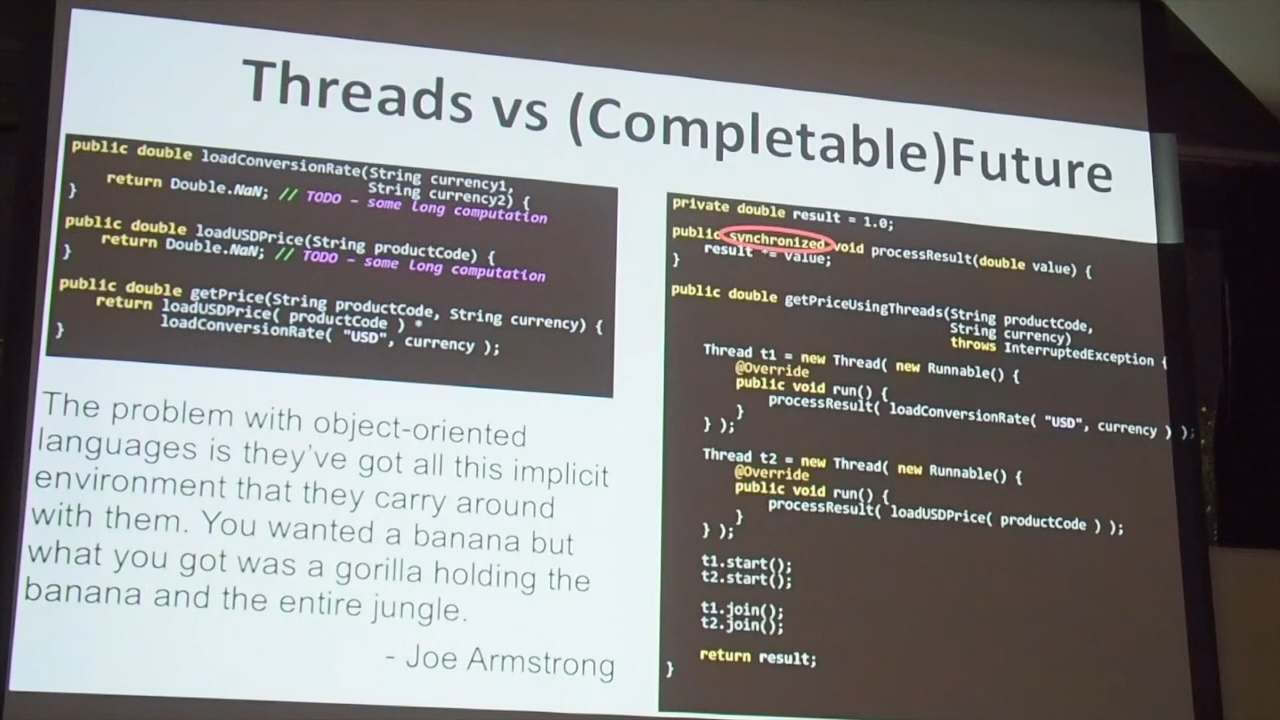 Threads vs (Completable)Future
public double loadConversionRate(String currency1,
String currency2) {
return Double.NaN; // TODO - some long computation
}
public double loadUSDPrice(String productCode) {
return Double.NaN; // TODO - some long computation
}
public double getPrice(String productCode, String currency) {
return loadUSDPrice( productCode ) *
loadConversionRate( "USD", currency );
}
The problem with object-oriented
languages is they've got all this implicit
environment that they carry around
with them. You wanted a banana but
what you got was a gorilla holding the
banana and the entire jungle.
- Joe Armstrong
private double result = 1.0;
public synchronized void processResult(double value) {
result *= value;
}
public double getPriceUsingThreads(String productCode,
String currency)
throws InterruptedException {
Thread t1 = new Thread( new Runnable() {
@Override
public void run() {
processResult( loadConversionRate( "USD", currency ) );
}
} );
Thread t2 = new Thread( new Runnable() {
@Override
public void run() {
processResult( loadUSDPrice( productCode ) );
}
} );
t1.start();
t2.start();
t1.join();
t2.join();
return result;
}